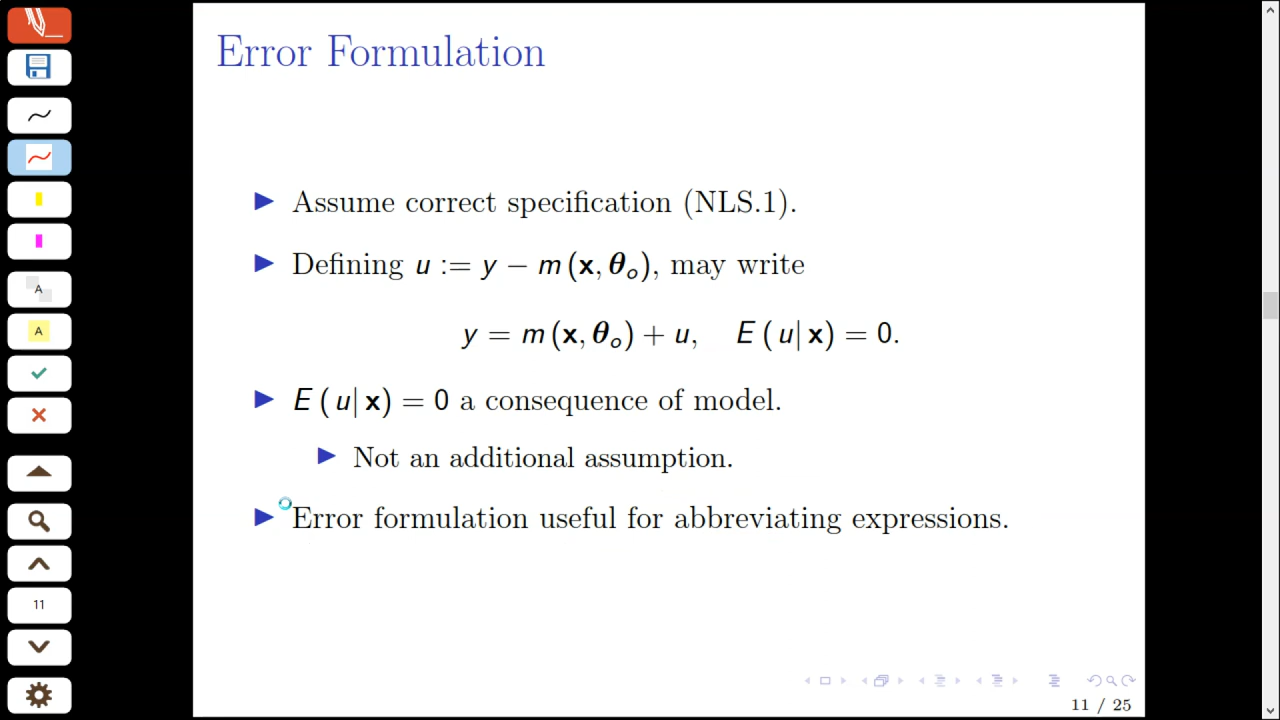 Error Formulation
Assume correct specification (NLS.1).
Defining u := y − m(x, θₒ), may write
y = m(x, θₒ) + u, E(u|x) = 0.
E(u|x) = 0 a consequence of model.
Not an additional assumption.
Error formulation useful for abbreviating expressions.
A
A
11
11 / 25